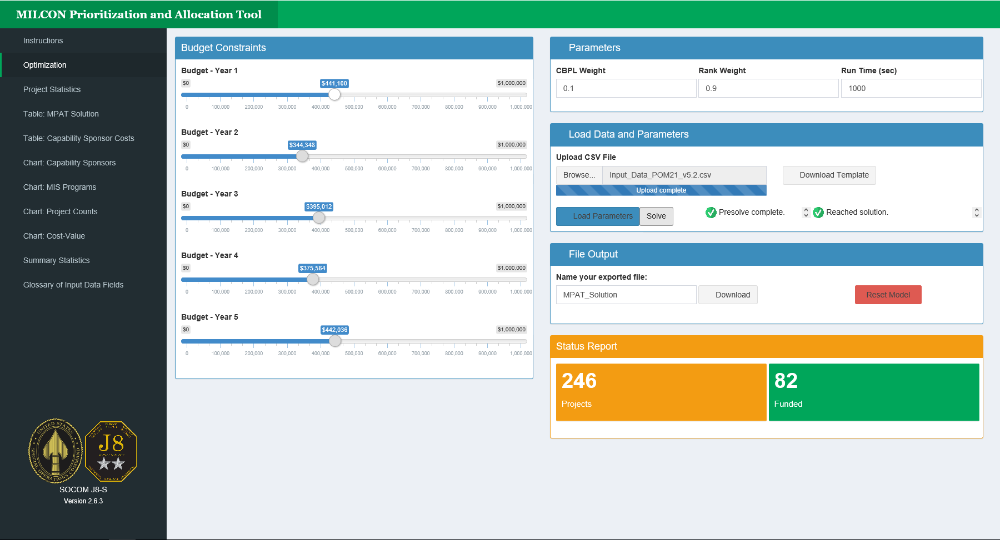 MILCON Prioritization and Allocation Tool
Instructions
Optimization
Project Statistics
Table: MPAT Solution
Table: Capability Sponsor Costs
Chart: Capability Sponsors
Chart: MIS Programs
Chart: Project Counts
Chart: Cost-Value
Summary Statistics
Glossary of Input Data Fields
UNITED STATES
SPECIAL OPERATIONS COMMAND
J8
SOCOM J8-S
Version 2.6.3
Budget Constraints
Budget - Year 1
$0 $441,100 $1,000,000
0 100,000 200,000 300,000 400,000 500,000 600,000 700,000 800,000 900,000 1,000,000
Budget - Year 2
$0 $344,348 $1,000,000
0 100,000 200,000 300,000 400,000 500,000 600,000 700,000 800,000 900,000 1,000,000
Budget - Year 3
$0 $395,012 $1,000,000
0 100,000 200,000 300,000 400,000 500,000 600,000 700,000 800,000 900,000 1,000,000
Budget - Year 4
$0 $375,564 $1,000,000
0 100,000 200,000 300,000 400,000 500,000 600,000 700,000 800,000 900,000 1,000,000
Budget - Year 5
$0 $442,036 $1,000,000
0 100,000 200,000 300,000 400,000 500,000 600,000 700,000 800,000 900,000 1,000,000
Parameters
CBPL Weight Rank Weight Run Time (sec)
0.1 0.9 1000
Load Data and Parameters
Upload CSV File
Browse... Input_Data_POM21_v5.2.csv Download Template
Upload complete
Load Parameters Solve Presolve complete. Reached solution.
File Output
Name your exported file:
MPAT_Solution Download Reset Model
Status Report
246 82
Projects Funded